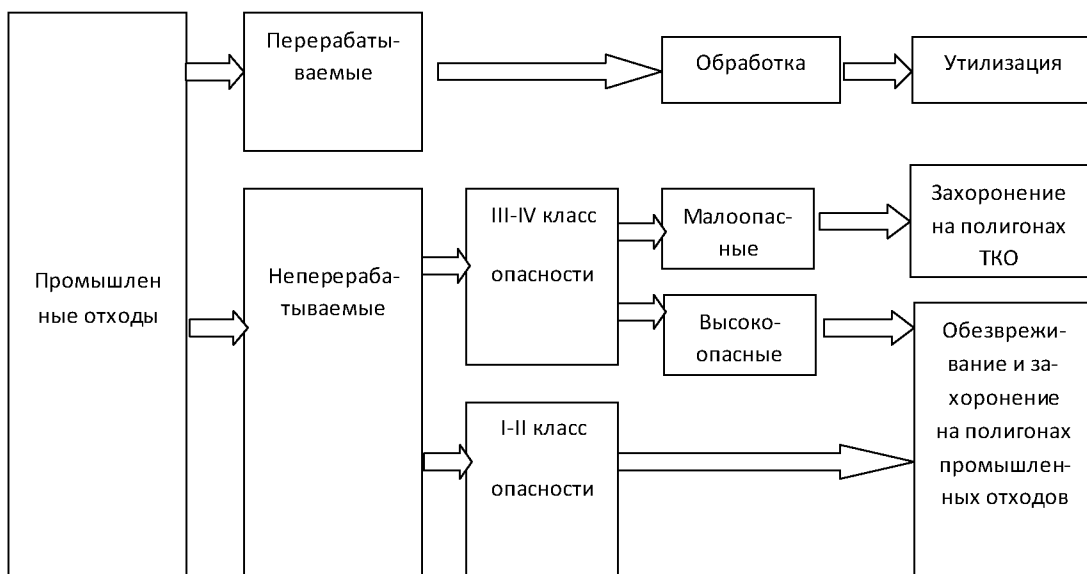 Промышлен
ные отходы
Перерабаты-
ваемые
Обработка
Утилизация
Неперераба-
тываемые
III-IV класс
опасности
Малоопас-
ные
Захоронение
на полигонах
ТКО
Высоко-
опасные
Обезврежи-
вание и за-
хоронение
на полигонах
промышлен-
ных отходов
I-II класс
опасности